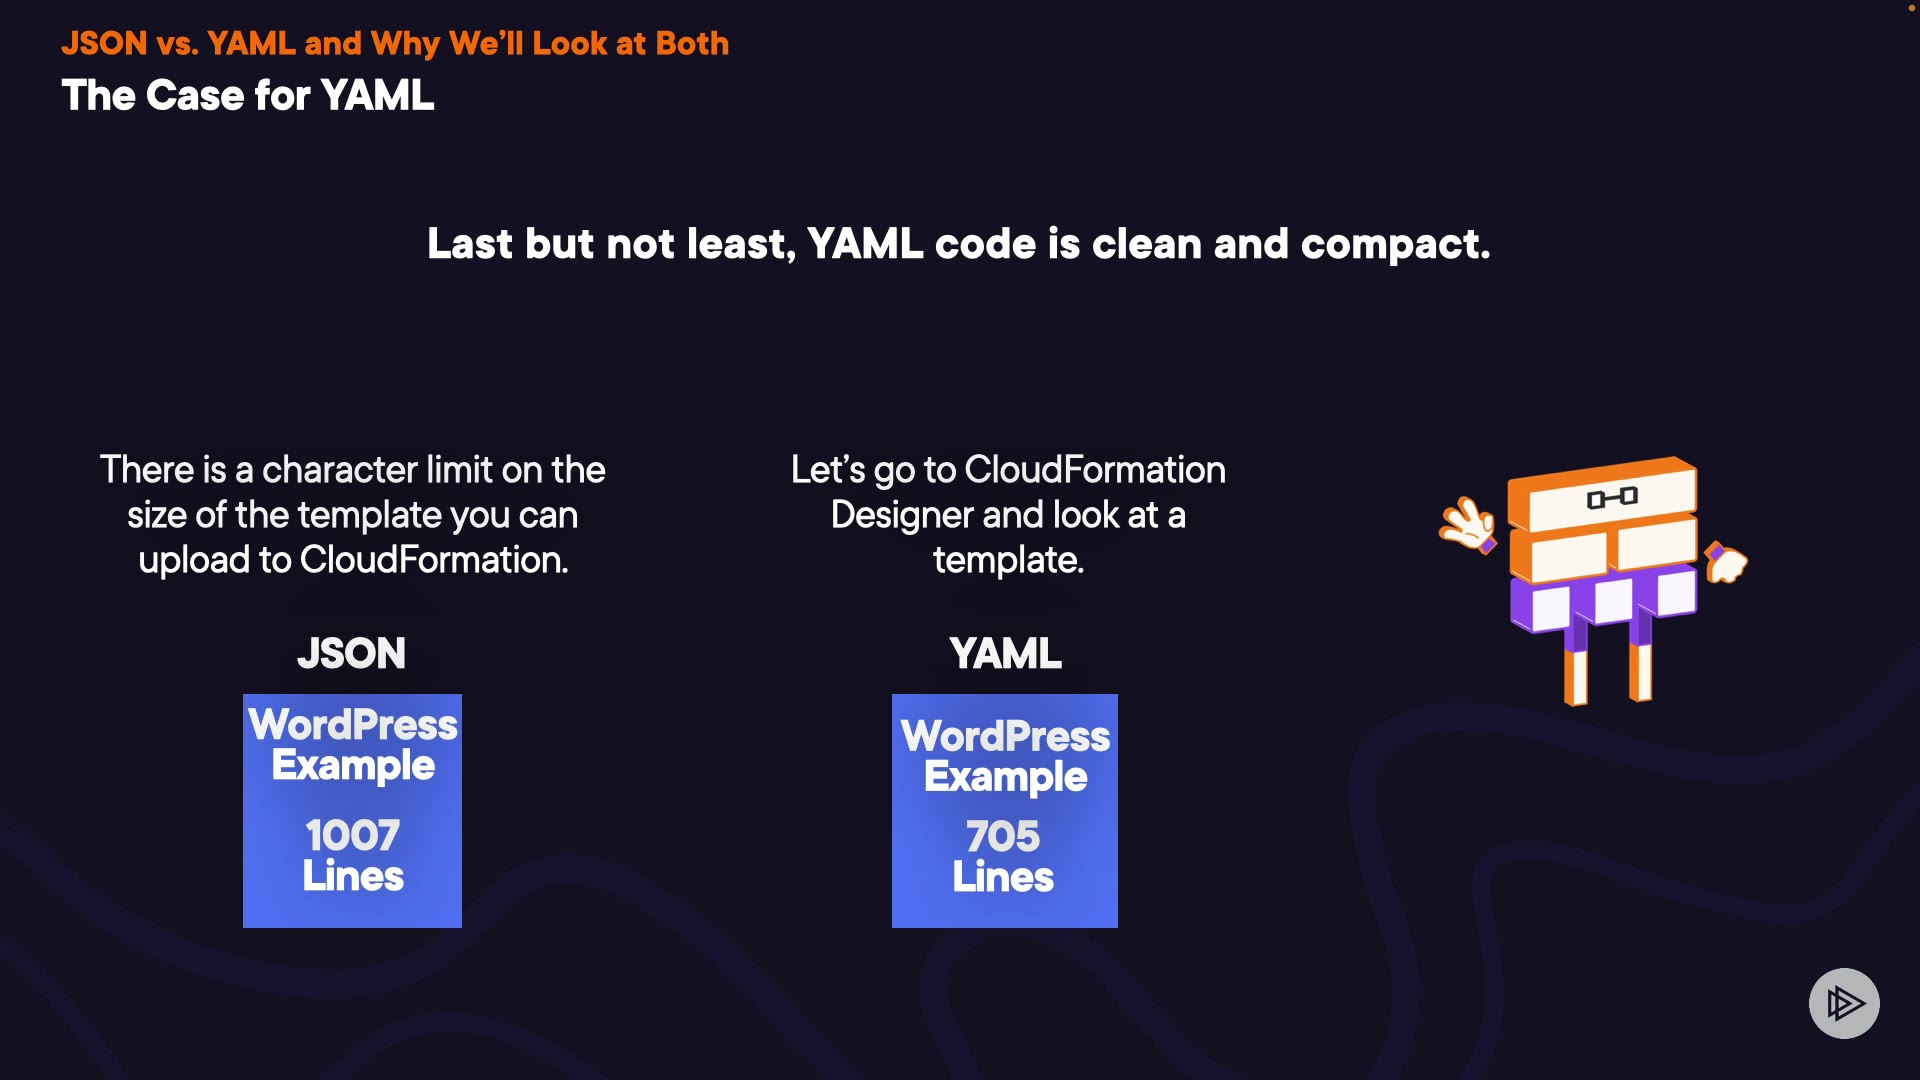 JSON vs. YAML and Why We’ll Look at Both
The Case for YAML
Last but not least, YAML code is clean and compact.
There is a character limit on the
size of the template you can
upload to CloudFormation.
JSON
WordPress
Example
1007
Lines
Let’s go to CloudFormation
Designer and look at a
template.
YAML
WordPress
Example
705
Lines